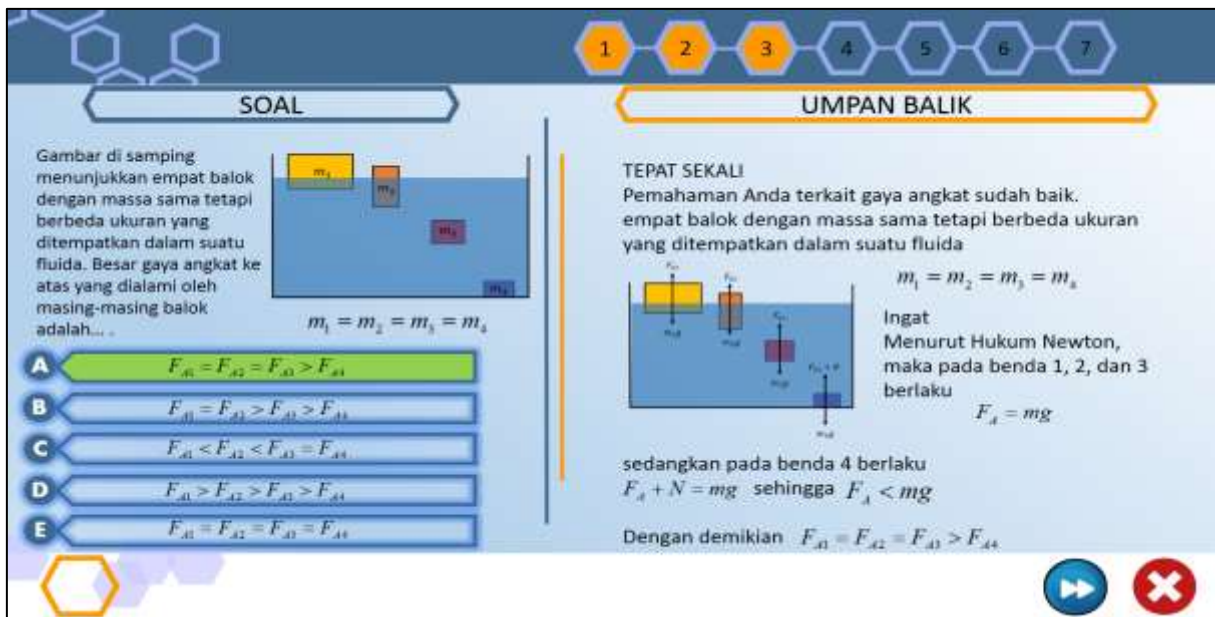 1 2 3 4 5 6 7
SOAL
Gambar di samping
menunjukkan empat balok
dengan massa sama tetapi
berbeda ukuran yang
ditempatkan dalam suatu
fluida. Besar gaya angkat ke
atas yang dialami oleh
masing-masing balok
adalah... .
m₁
m₂
m₃
m₄
m₁ = m₂ = m₃ = m₄
A F_A1 = F_A2 = F_A3 > F_A4
B F_A1 = F_A2 > F_A3 > F_A4
C F_A1 < F_A2 < F_A3 = F_A4
D F_A1 > F_A2 > F_A3 > F_A4
E F_A1 = F_A2 = F_A3 = F_A4
UMPAN BALIK
TEPAT SEKALI
Pemahaman Anda terkait gaya angkat sudah baik.
empat balok dengan massa sama tetapi berbeda ukuran
yang ditempatkan dalam suatu fluida
m₁ = m₂ = m₃ = m₄
Ingat
Menurut Hukum Newton,
maka pada benda 1, 2, dan 3
berlaku
F_A = mg
sedangkan pada benda 4 berlaku
F_A + N = mg sehingga F_A < mg
Dengan demikian F_A1 = F_A2 = F_A3 > F_A4